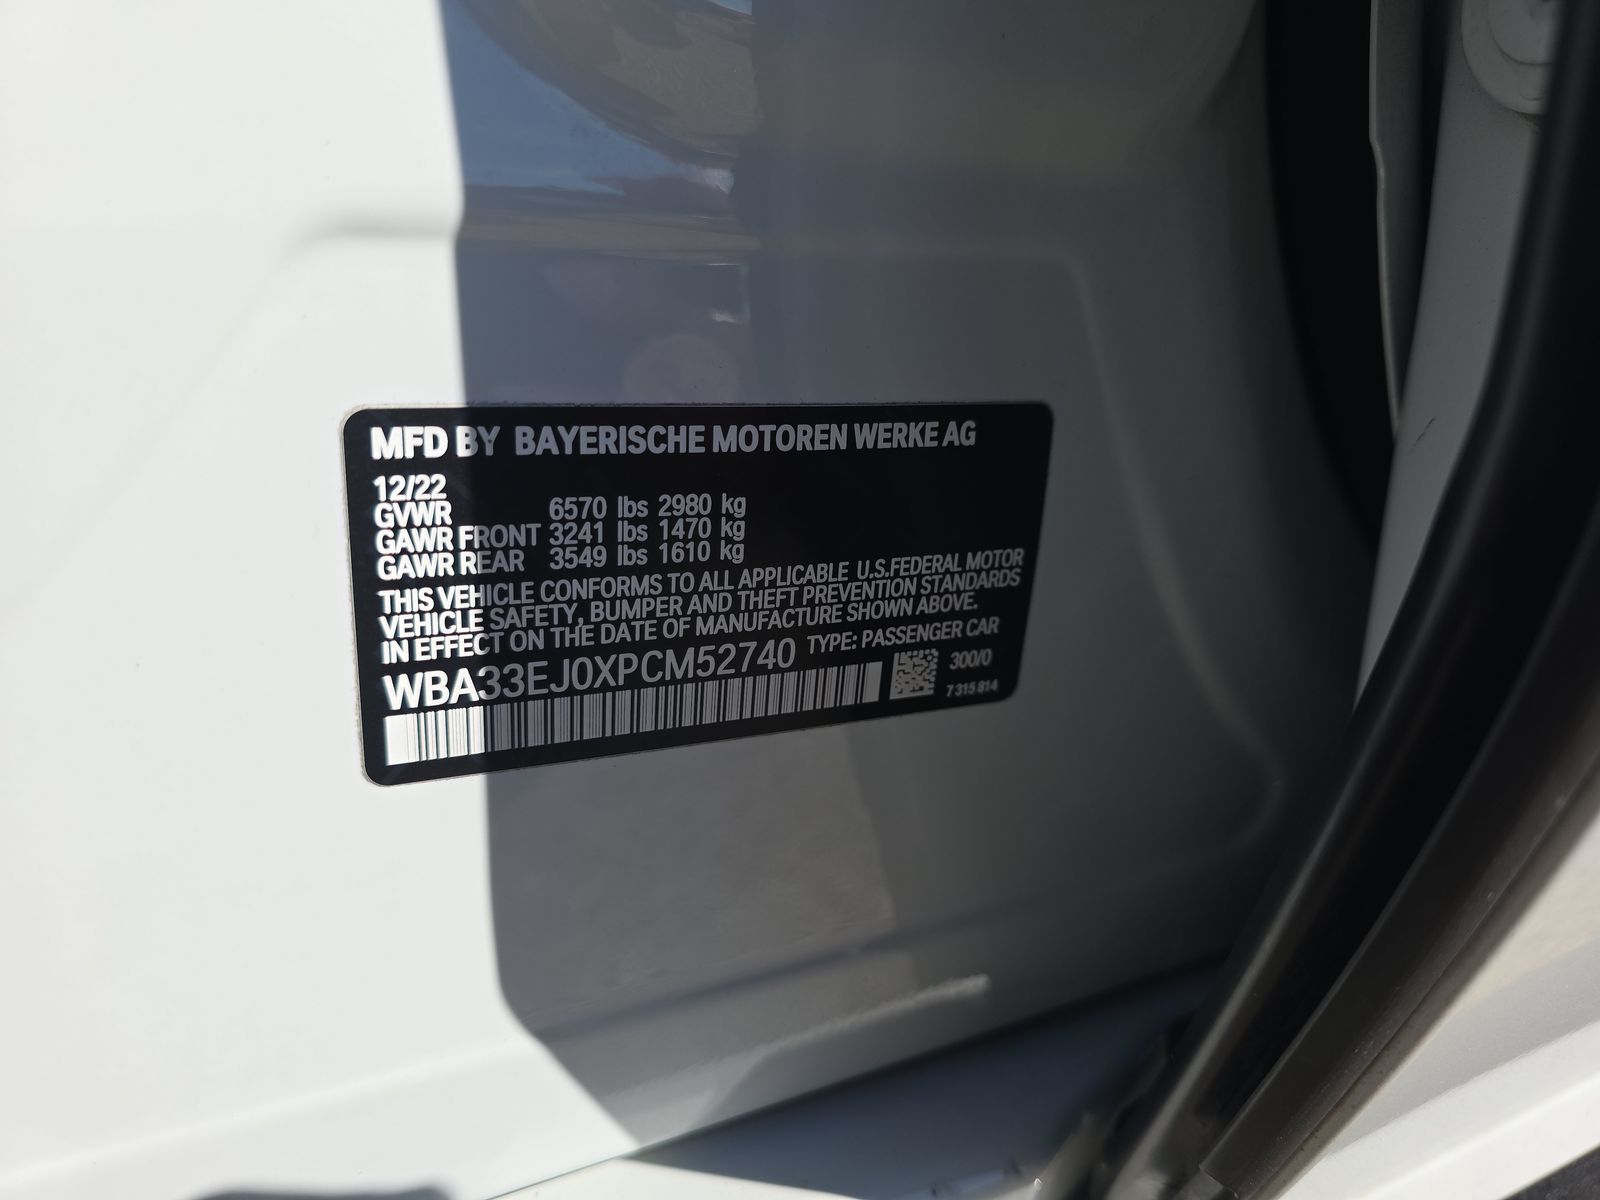 MFD BY BAYERISCHE MOTOREN WERKE AG
12/22
GVWR 6570 lbs 2980 kg
GAWR FRONT 3241 lbs 1470 kg
GAWR REAR 3549 lbs 1610 kg
THIS VEHICLE CONFORMS TO ALL APPLICABLE U.S.FEDERAL MOTOR
VEHICLE SAFETY, BUMPER AND THEFT PREVENTION STANDARDS
IN EFFECT ON THE DATE OF MANUFACTURE SHOWN ABOVE.
WBA33EJ0XPCM52740 TYPE: PASSENGER CAR
300/0
7 315 814